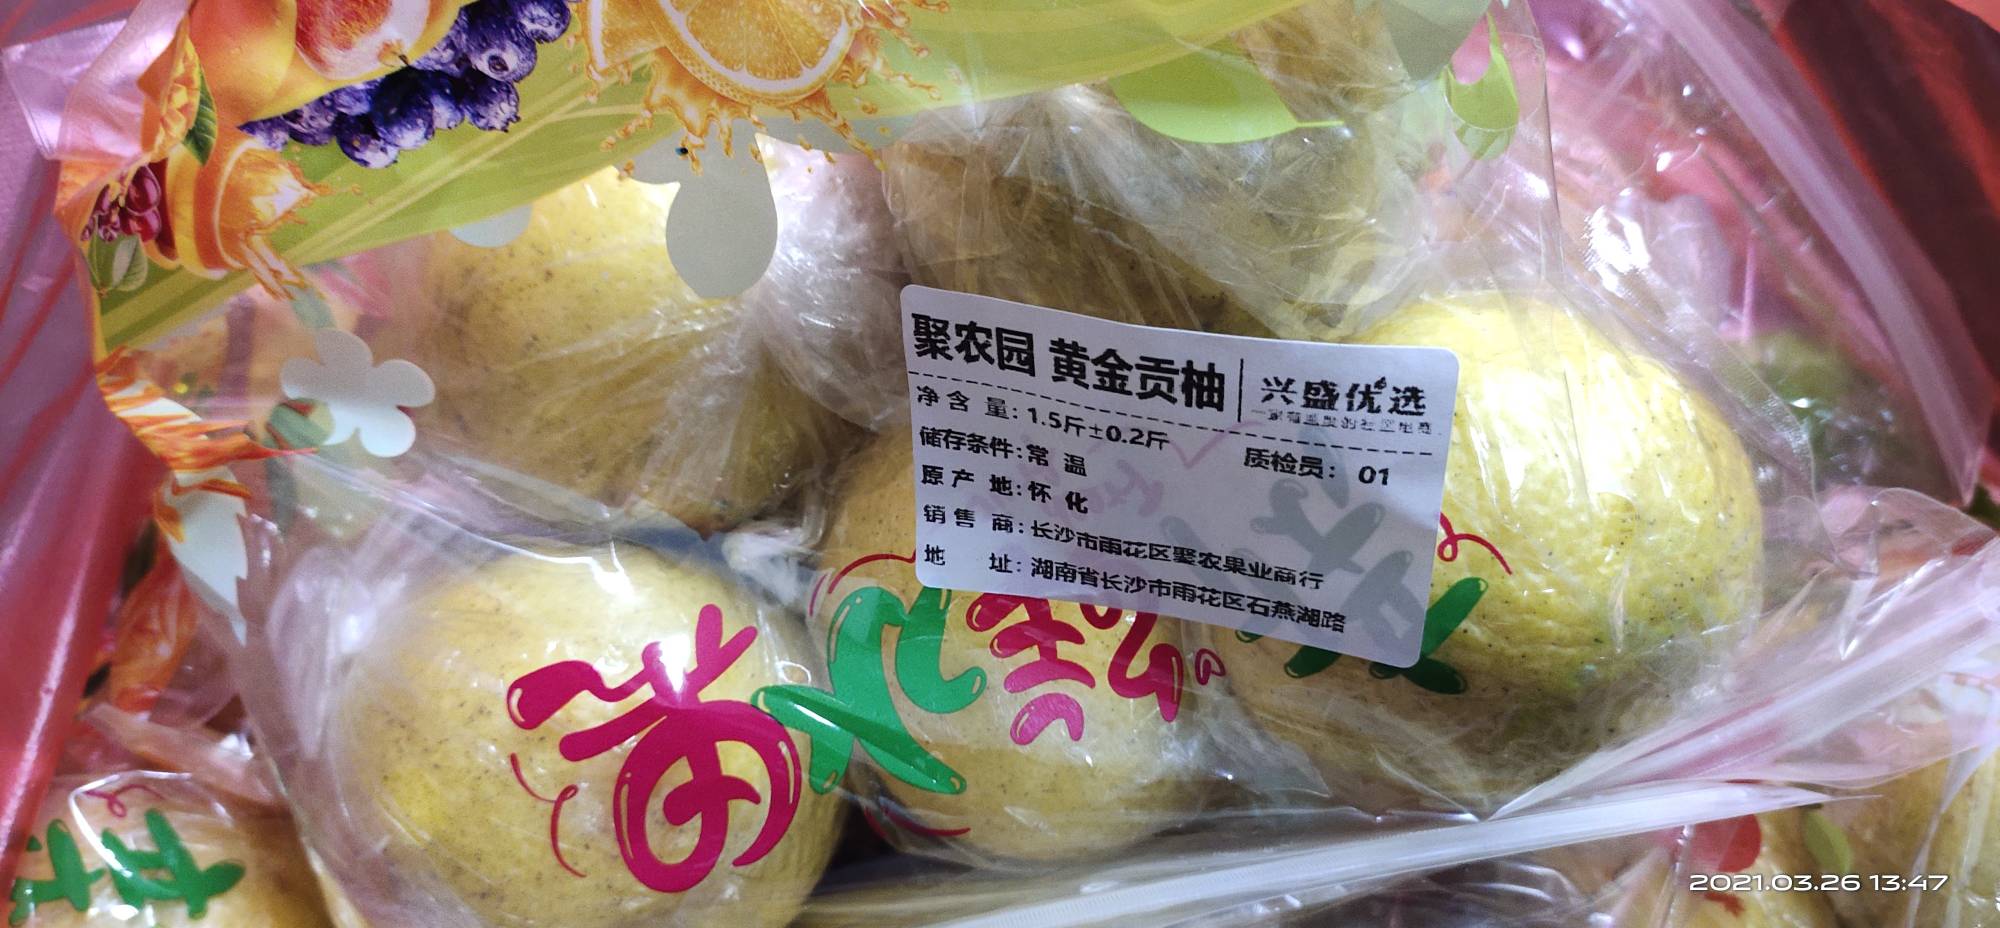 聚农园 黄金贡柚
兴盛优选
净含量：1.5斤±0.2斤
质检员：01
储存条件：常温
原产地：怀化
销售商：长沙市雨花区聚农果业商行
地址：湖南省长沙市雨花区石燕湖路
2021.03.26 13:47